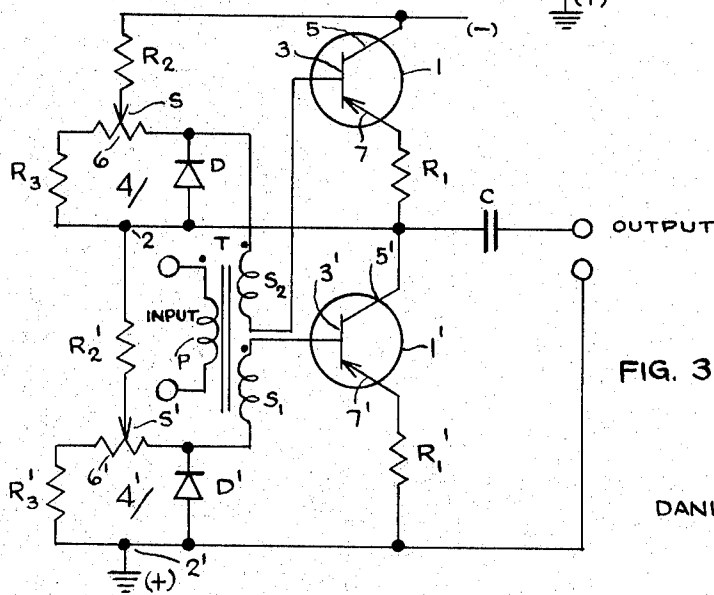 (+)
5
(-)
3
1
R2
S
6
D
7
R3
4
R1
C
2
OUTPUT
T
3'
5'
S2
INPUT
R2'
P
1'
FIG. 3
S1
7'
S'
6'
R3'
4'
D'
R1'
DANI
(+)
2'